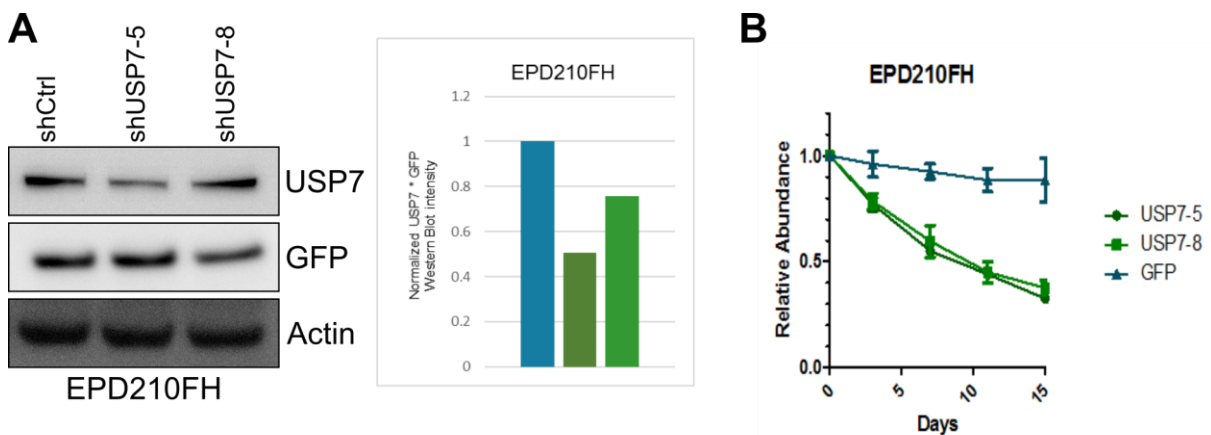 A
shCtrl
shUSP7-5
shUSP7-8
USP7
GFP
Actin
EPD210FH
EPD210FH
Normalized USP7 * GFP
Western Blot intensity
1.2
1
0.8
0.6
0.4
0.2
0
B
EPD210FH
Relative Abundance
1.0
0.5
0.0
0
5
10
15
Days
USP7-5
USP7-8
GFP